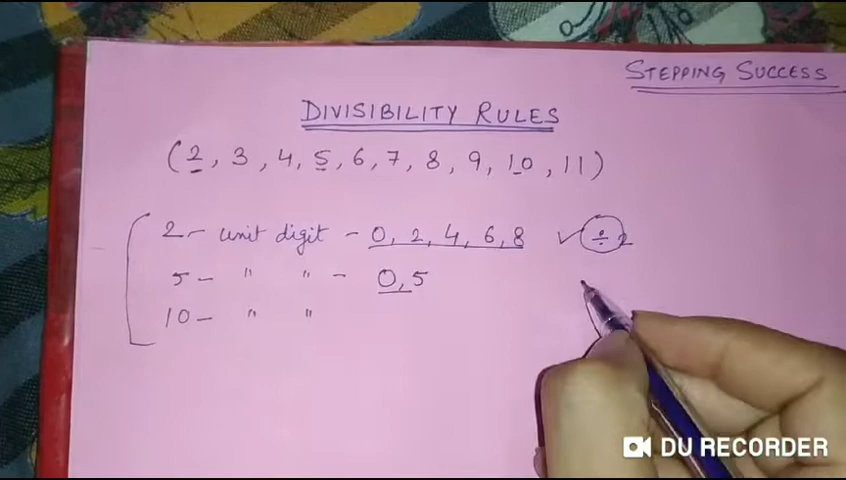 STEPPING SUCCESS
DIVISIBILITY RULES
(2, 3, 4, 5, 6, 7, 8, 9, 10, 11)
2 - unit digit - 0, 2, 4, 6, 8 ✓ ÷ 2
5 - " " - 0, 5
10 - " "
DU RECORDER